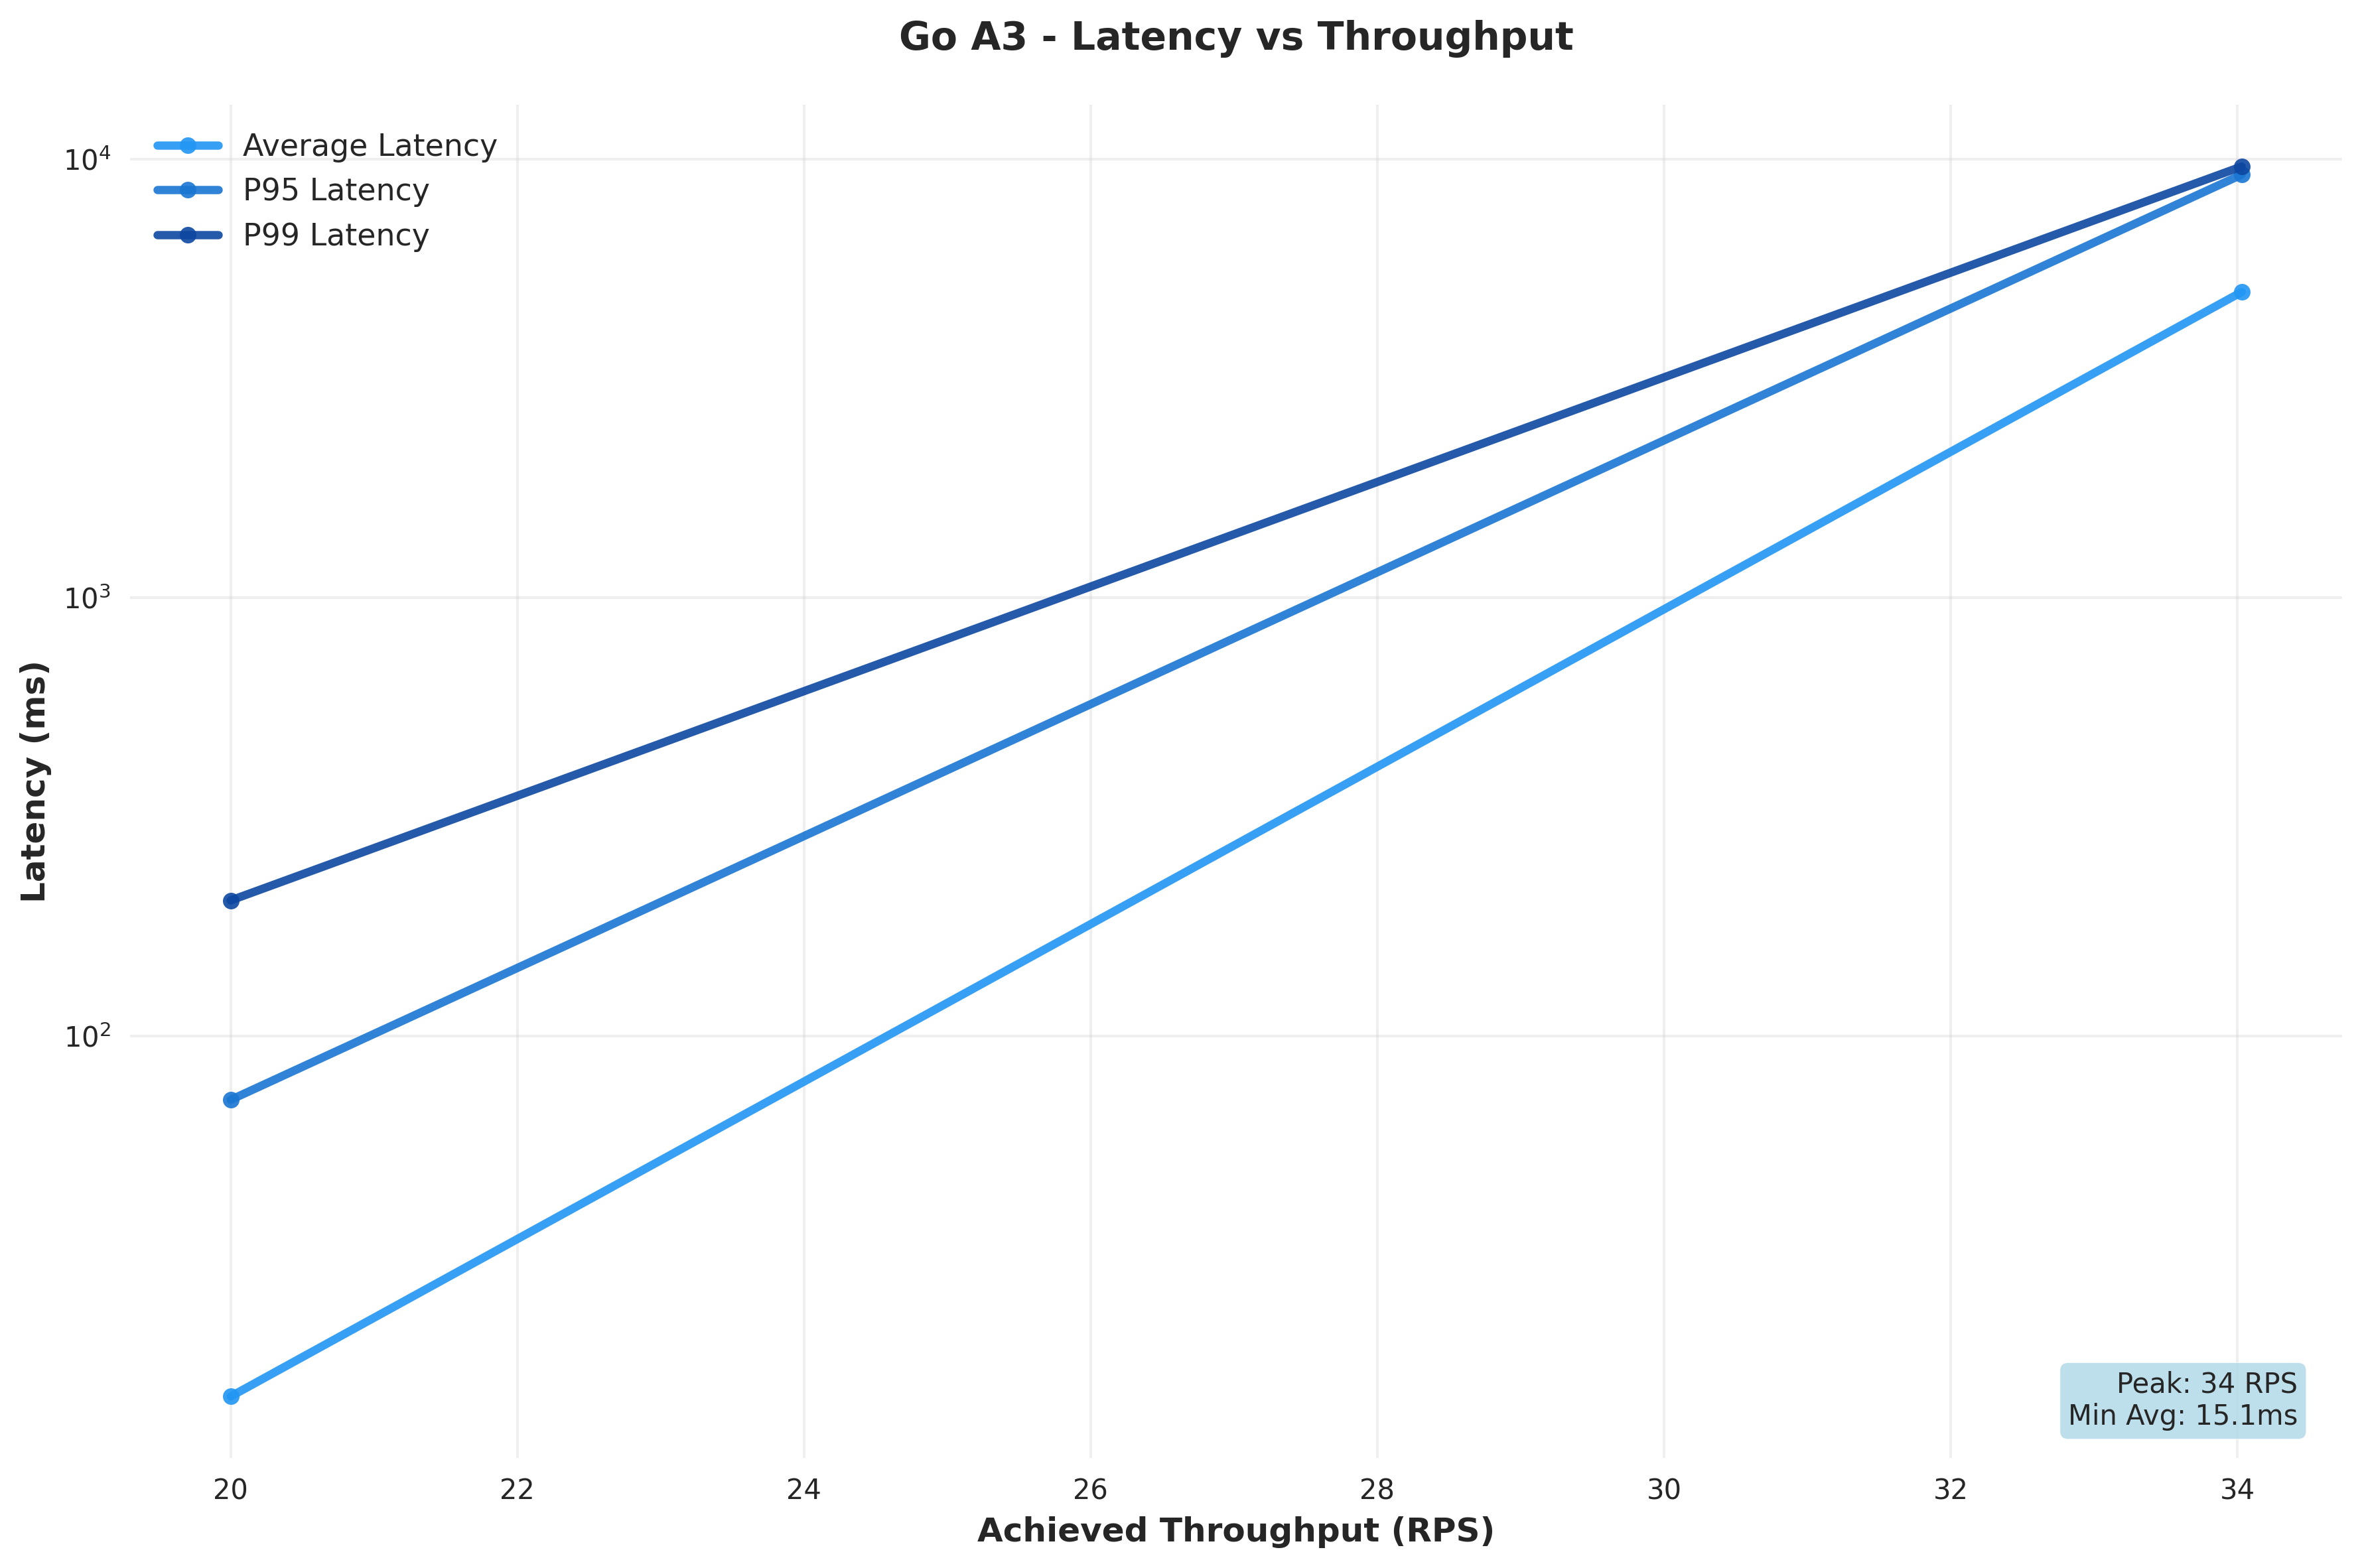 Go A3 - Latency vs Throughput
Average Latency
P95 Latency
P99 Latency
10⁴
10³
10²
Latency (ms)
Peak: 34 RPS
Min Avg: 15.1ms
20 22 24 26 28 30 32 34
Achieved Throughput (RPS)